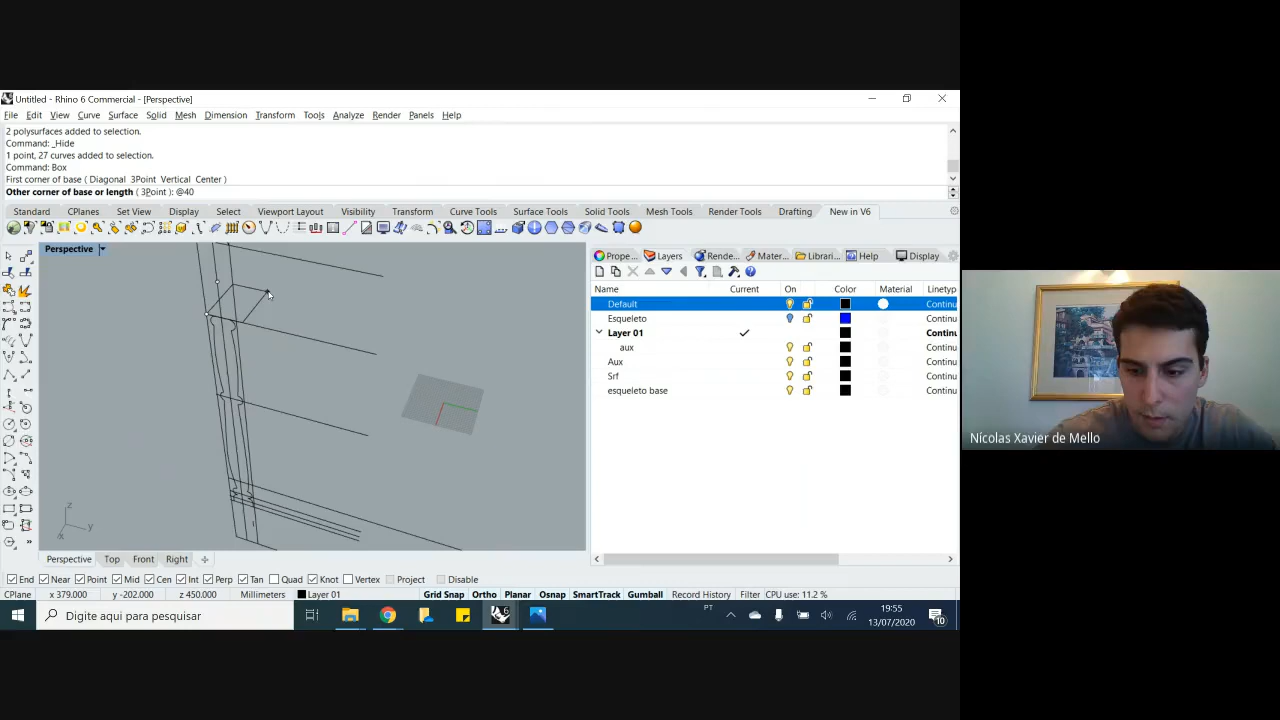 Untitled - Rhino 6 Commercial - [Perspective]
File Edit View Curve Surface Solid Mesh Dimension Transform Tools Analyze Render Panels Help
2 polysurfaces added to selection.
Command: _Hide
1 point, 27 curves added to selection.
Command: Box
First corner of base ( Diagonal 3Point Vertical Center )
Other corner of base or length ( 3Point ): @40
Standard CPlanes Set View Display Select Viewport Layout Visibility Transform Curve Tools Surface Tools Solid Tools Mesh Tools Render Tools Drafting New in V6
Perspective
Prope... Layers Rende... Mater... Librari... Help Display
Name Current On Color Material Linetyp
Default Continu
Esqueleto Continu
Layer 01 Continu
aux Continu
Aux Continu
Srf Continu
esqueleto base Continu
z
y
x
Nícolas Xavier de Mello
Perspective Top Front Right
End Near Point Mid Cen Int Perp Tan Quad Knot Vertex Project Disable
CPlane x 379.000 y -202.000 z 450.000 Millimeters Layer 01 Grid Snap Ortho Planar Osnap SmartTrack Gumball Record History Filter CPU use: 11.2 %
Digite aqui para pesquisar
PT
19:55
13/07/2020
10